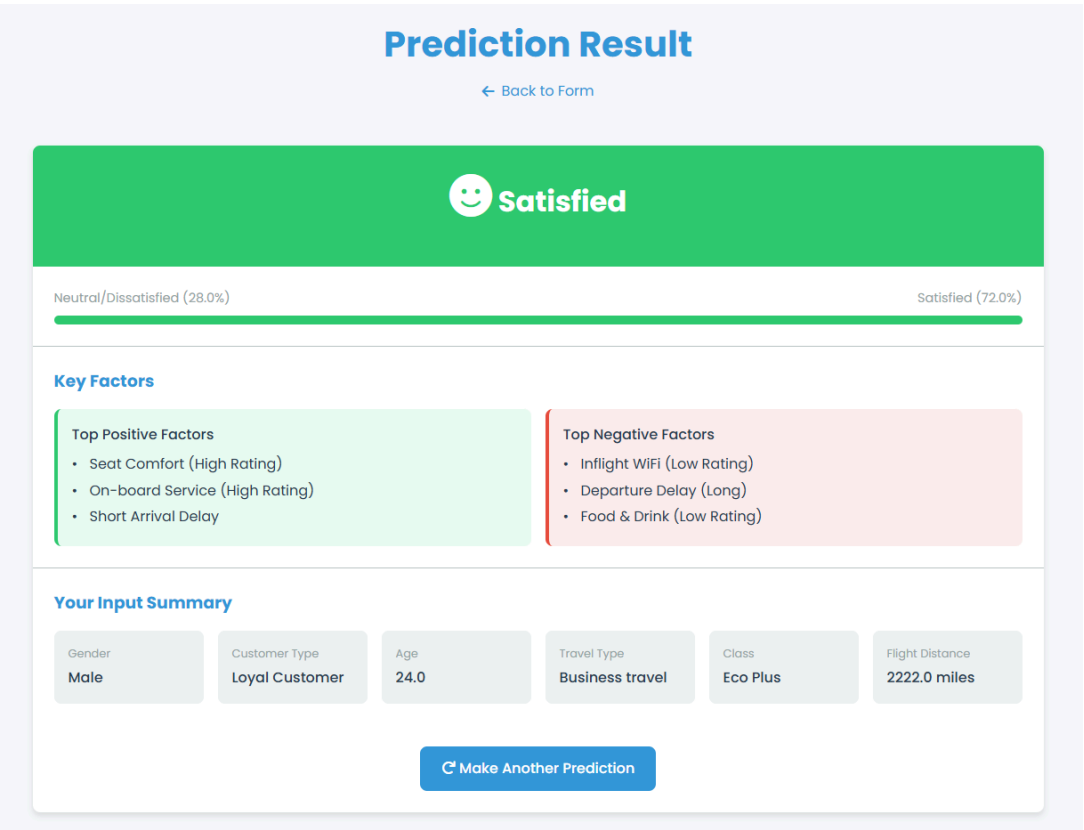 Prediction Result
← Back to Form
Satisfied
Neutral/Dissatisfied (28.0%) Satisfied (72.0%)
Key Factors
Top Positive Factors
• Seat Comfort (High Rating)
• On-board Service (High Rating)
• Short Arrival Delay
Top Negative Factors
• Inflight WiFi (Low Rating)
• Departure Delay (Long)
• Food & Drink (Low Rating)
Your Input Summary
Gender
Male
Customer Type
Loyal Customer
Age
24.0
Travel Type
Business travel
Class
Eco Plus
Flight Distance
2222.0 miles
Make Another Prediction